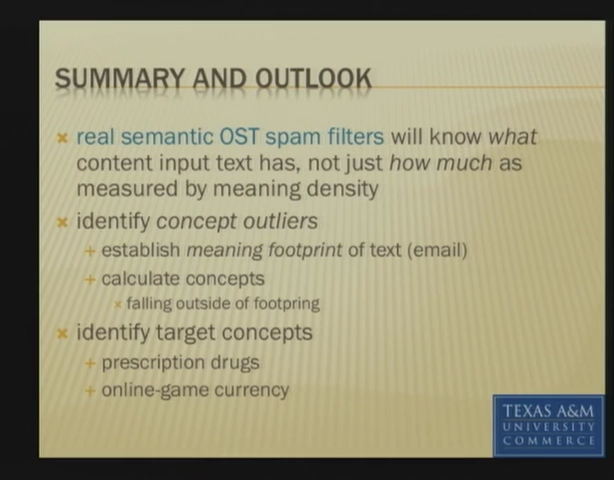 SUMMARY AND OUTLOOK
real semantic OST spam filters will know what
content input text has, not just how much as
measured by meaning density
identify concept outliers
establish meaning footprint of text (email)
calculate concepts
falling outside of footpring
identify target concepts
prescription drugs
online-game currency
TEXAS A&M
UNIVERSITY
COMMERCE